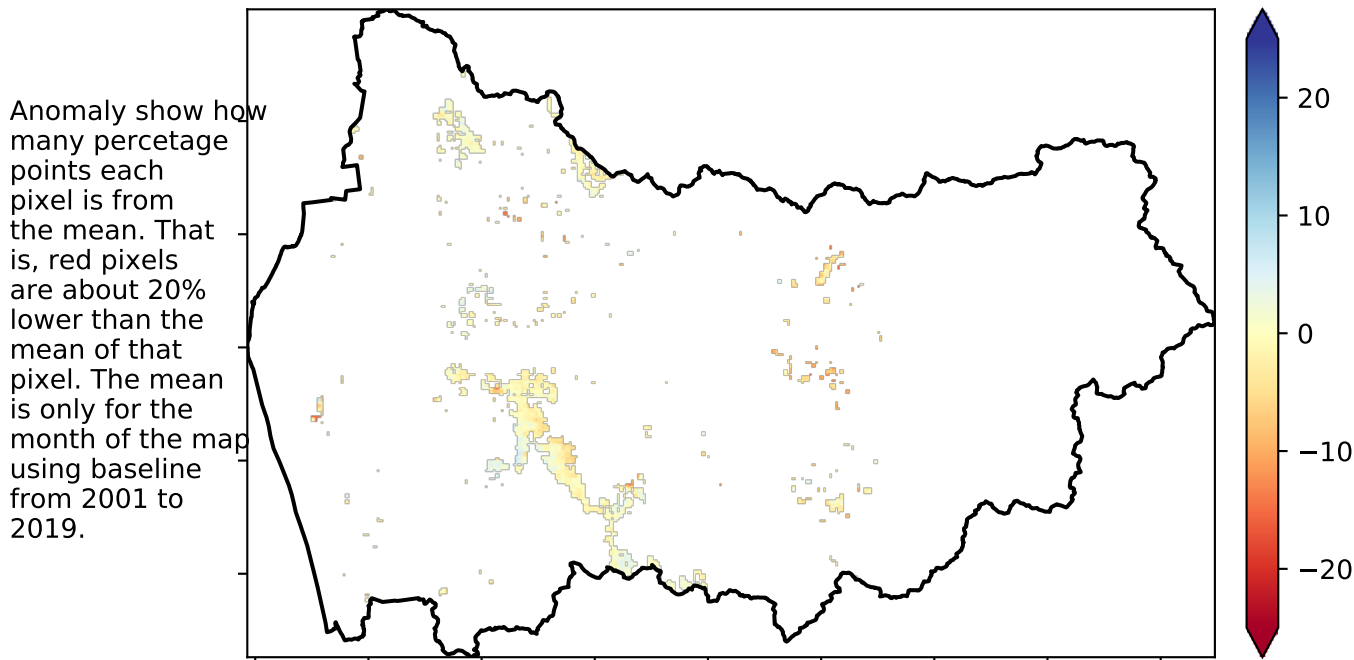 Anomaly show how
many percetage
points each
pixel is from
the mean. That
is, red pixels
are about 20%
lower than the
mean of that
pixel. The mean
is only for the
month of the map
using baseline
from 2001 to
2019.
20
10
0
−10
−20